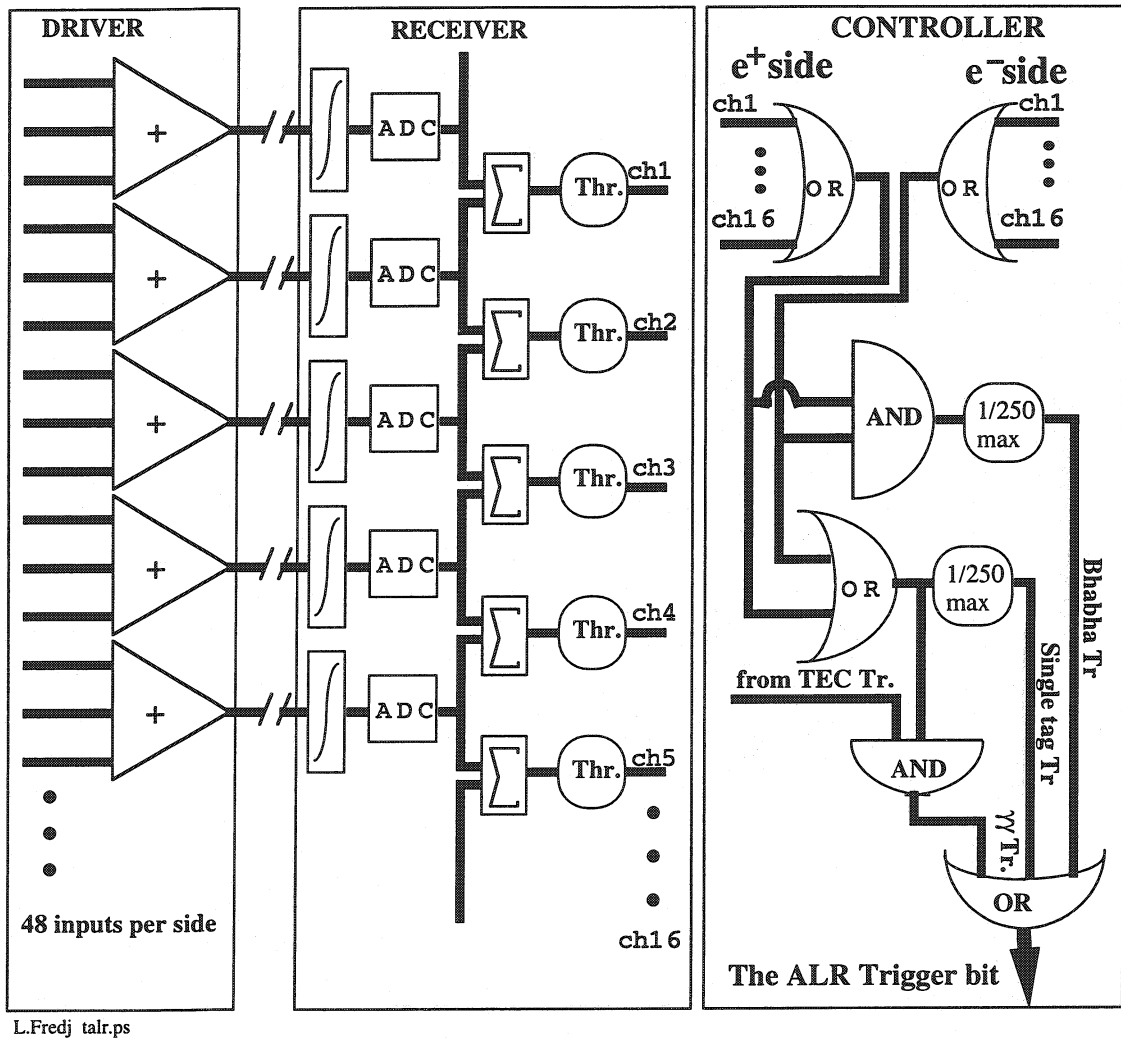 DRIVER
+
+
+
+
+
48 inputs per side
RECEIVER
ADC
ADC
ADC
ADC
ADC
Σ
Σ
Σ
Σ
Σ
Thr.
ch1
Thr.
ch2
Thr.
ch3
Thr.
ch4
Thr.
ch5
ch16
CONTROLLER
e+side
e−side
ch1
ch1
OR
OR
ch16
ch16
AND
1/250
max
OR
1/250
max
Bhabha Tr
Single tag Tr
from TEC Tr.
AND
γγ Tr.
OR
The ALR Trigger bit
L.Fredj talr.ps